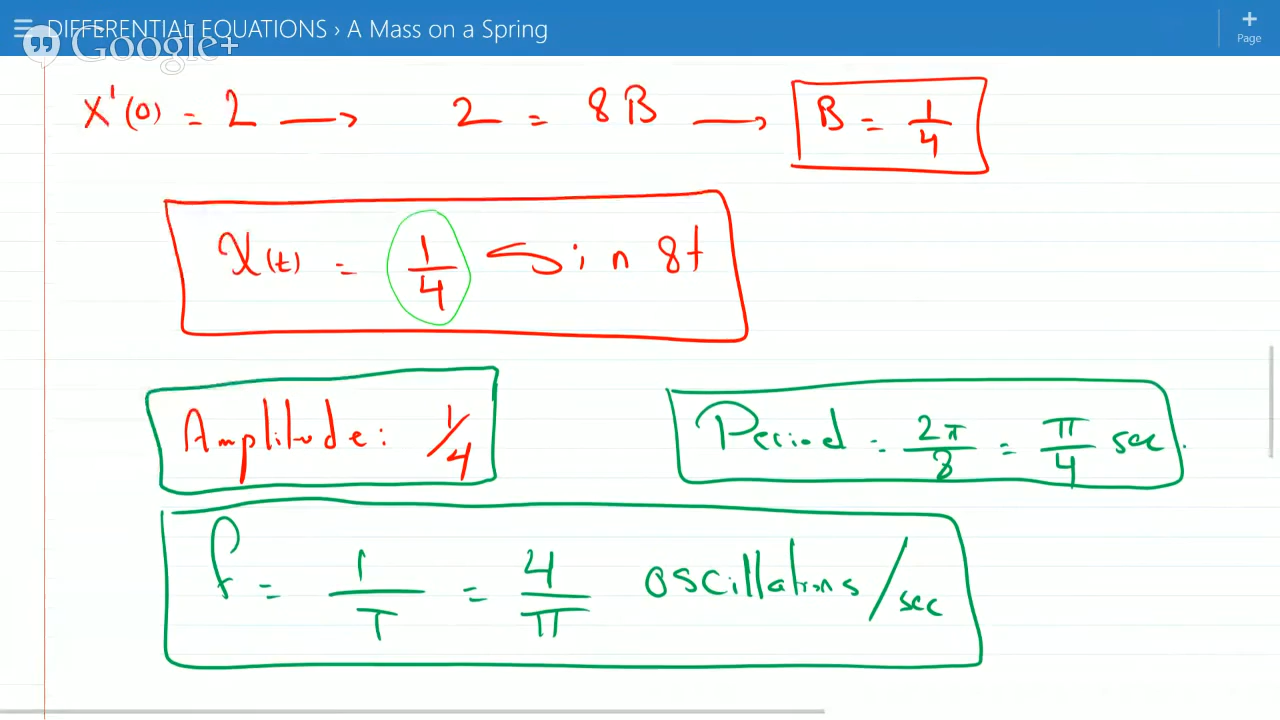 DIFFERENTIAL EQUATIONS › A Mass on a Spring
Google+
Page
x'(0) = 2 → 2 = 8B → B = 1/4
x(t) = 1/4 sin 8t
Amplitude: 1/4
Period = 2π/8 = π/4 sec.
f = 1/T = 4/π oscillations/sec